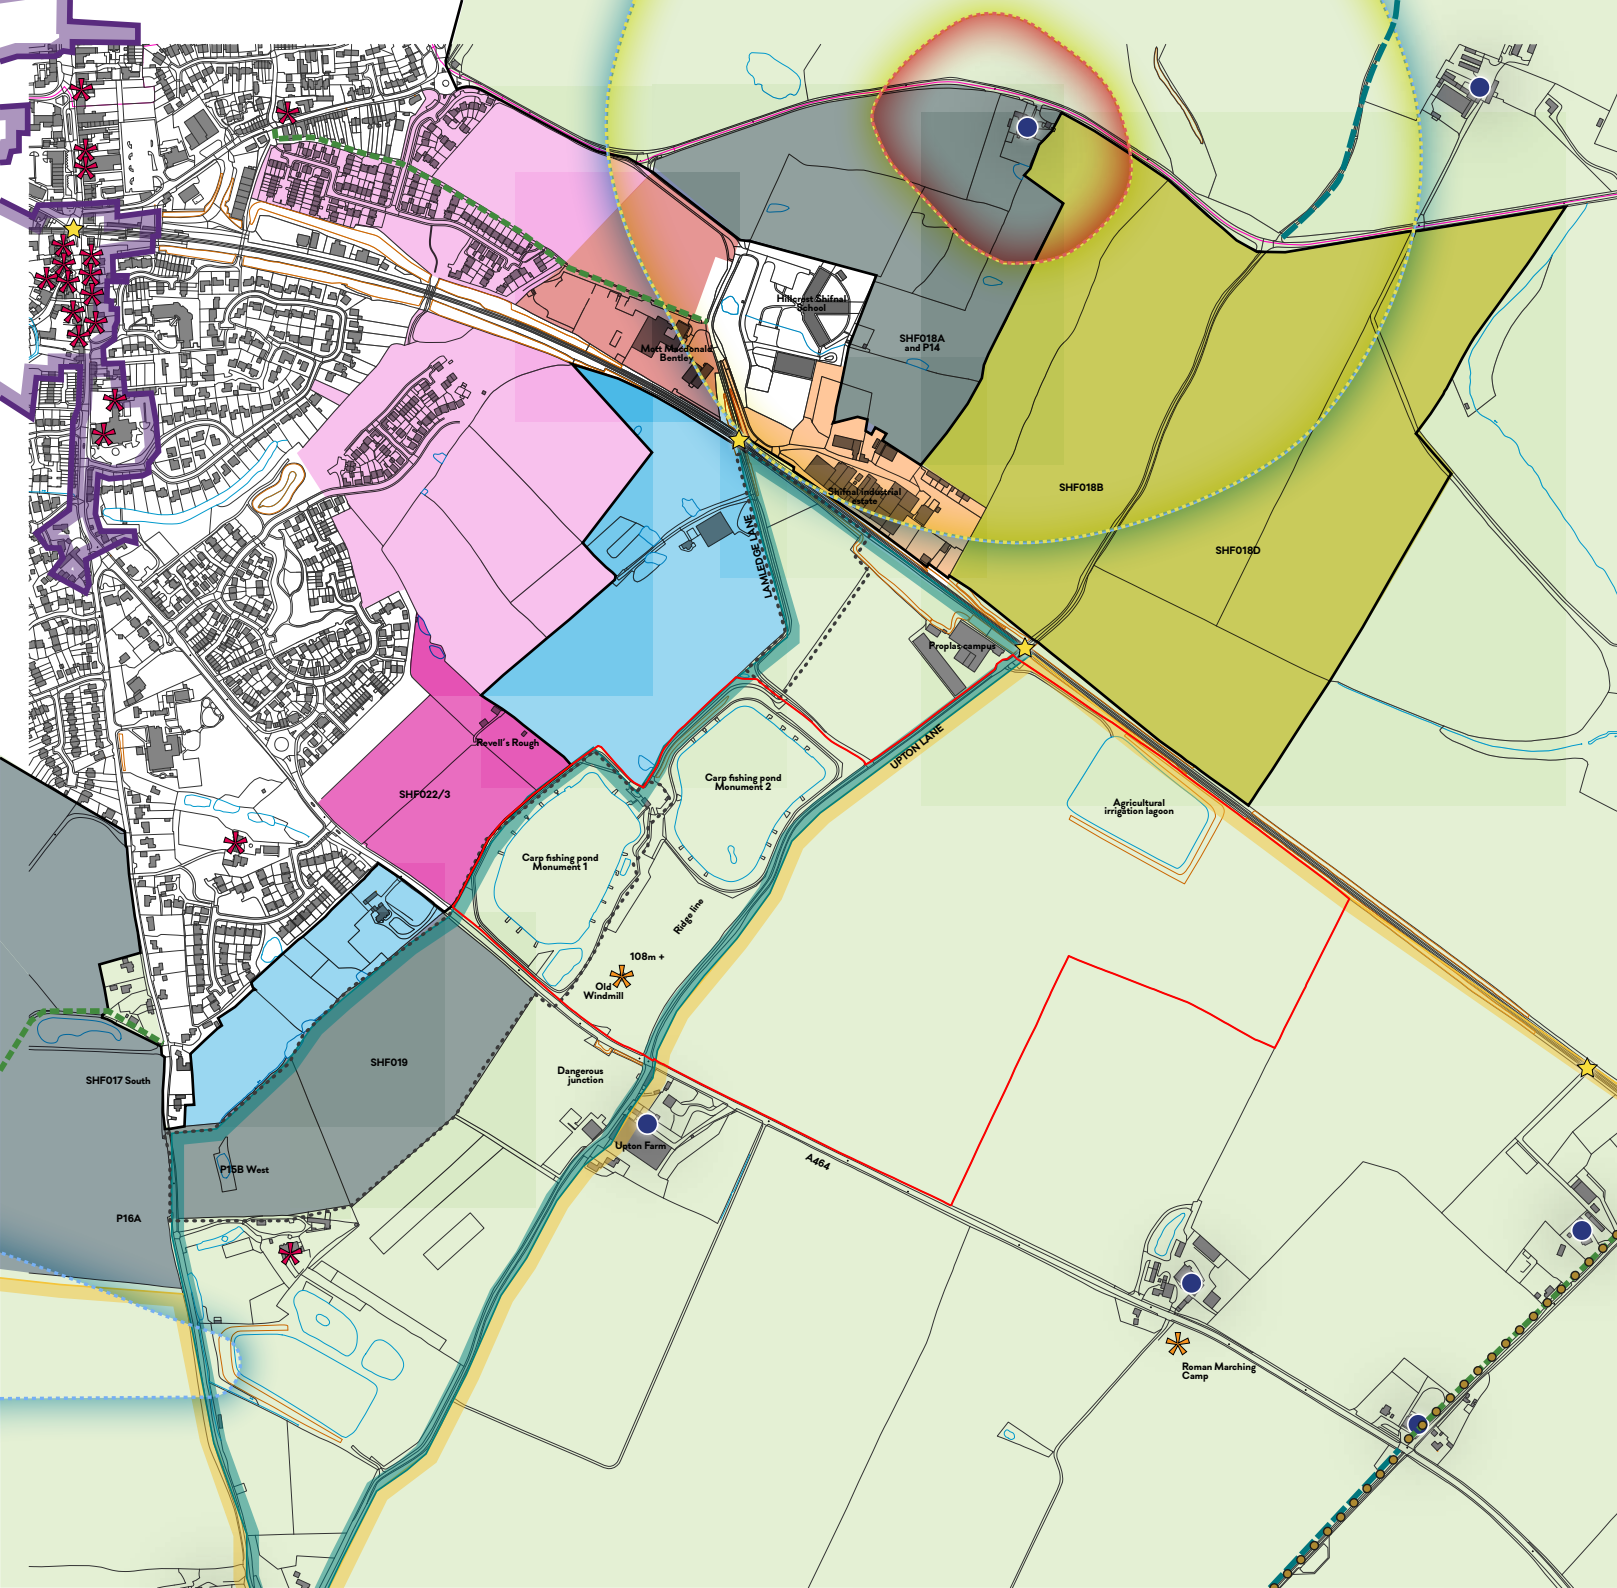 Hillcrest Shifnal
School
Mott Macdonald
Bentley
SHF018A
and P14
SHF018B
Shifnal industrial
estate
SHF018D
LAMLEDGE LANE
Proplas campus
UPTON LANE
Revell's Rough
SHF022/3
Carp fishing pond
Monument 2
Agricultural
irrigation lagoon
Carp fishing pond
Monument 1
Ridge line
108m +
Old
Windmill
SHF019
Dangerous
junction
SHF017 South
Upton Farm
A464
P15B West
P16A
Roman Marching
Camp